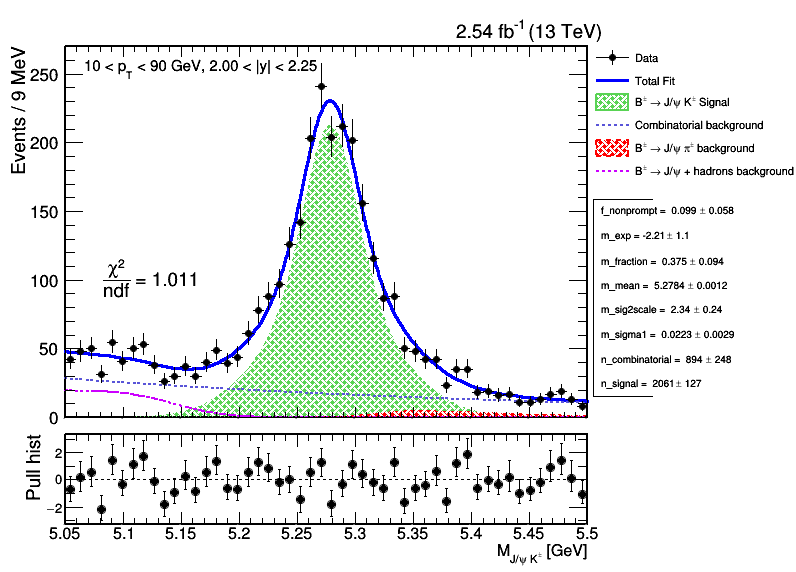 2.54 fb⁻¹ (13 TeV)
Events / 9 MeV
10 < p_T < 90 GeV, 2.00 < |y| < 2.25
250
200
150
100
50
0
χ²/ndf = 1.011
Data
Total Fit
B± → J/ψ K± Signal
Combinatorial background
B± → J/ψ π± background
B± → J/ψ + hadrons background
f_nonprompt = 0.099 ± 0.058
m_exp = -2.21 ± 1.1
m_fraction = 0.375 ± 0.094
m_mean = 5.2784 ± 0.0012
m_sig2scale = 2.34 ± 0.24
m_sigma1 = 0.0223 ± 0.0029
n_combinatorial = 894 ± 248
n_signal = 2061 ± 127
Pull hist
2
0
−2
5.05 5.1 5.15 5.2 5.25 5.3 5.35 5.4 5.45 5.5
M_J/ψ K± [GeV]